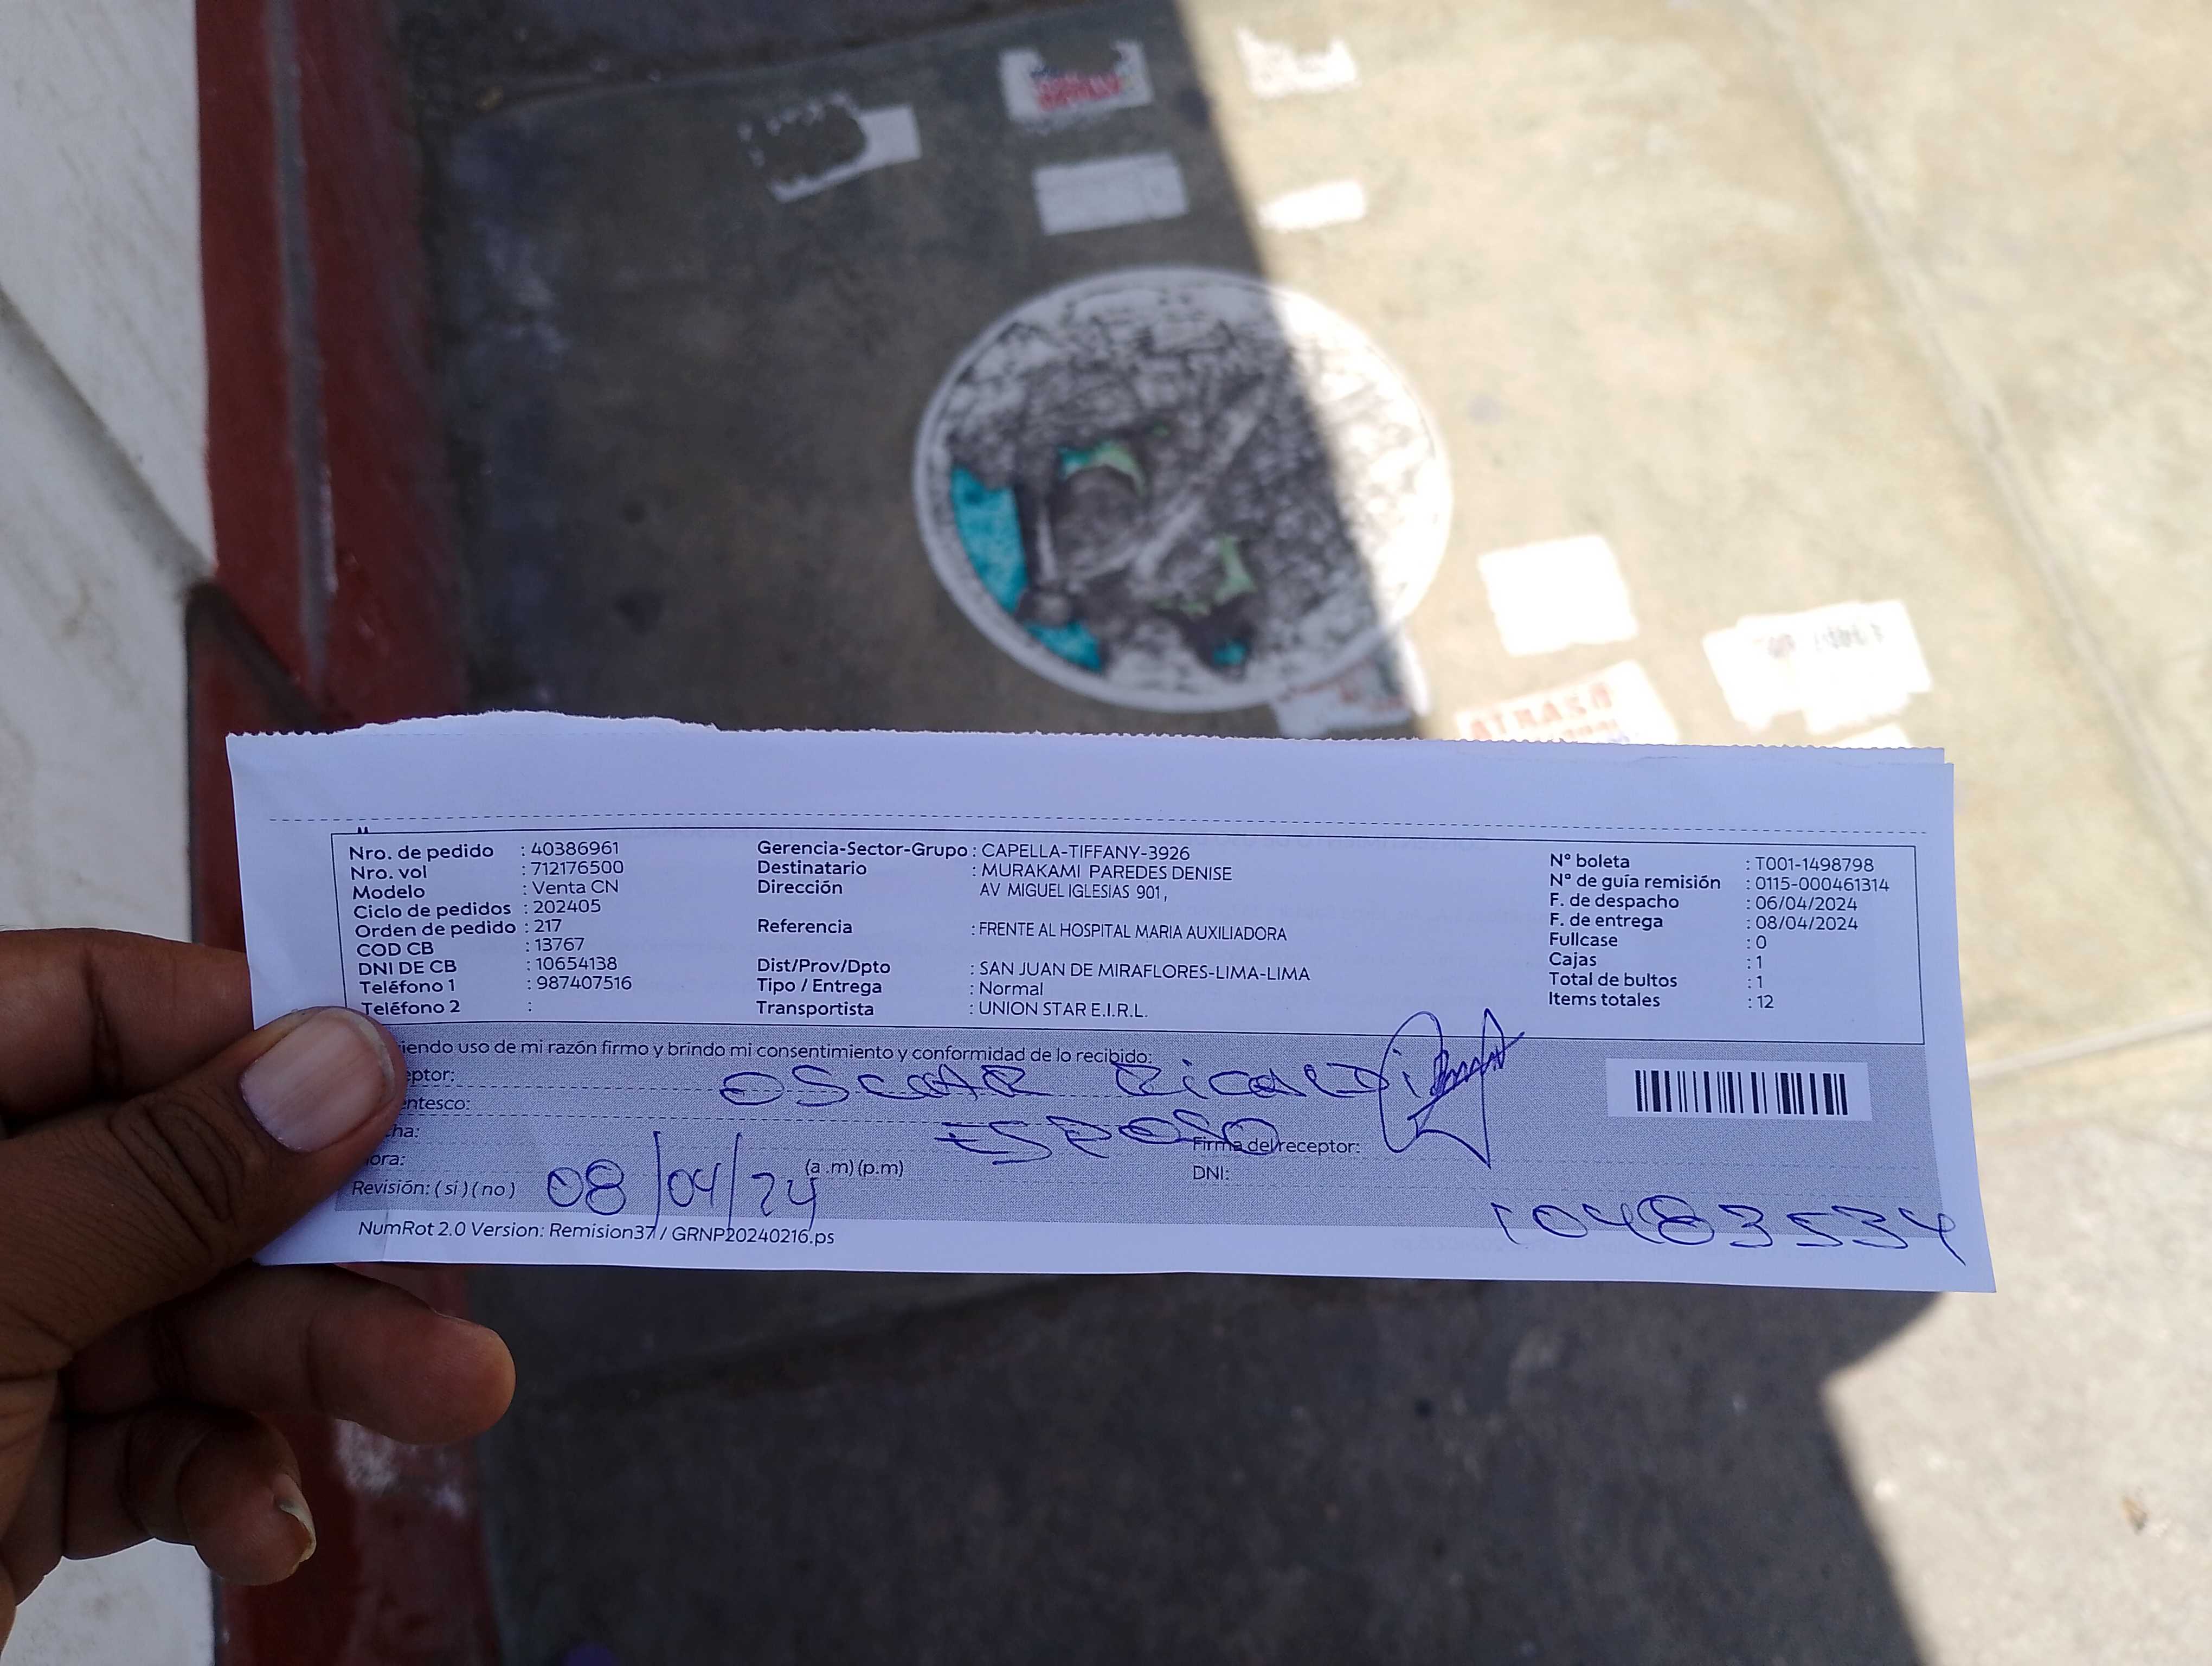 Nro. de pedido : 40386961
Nro. vol : 712176500
Modelo : Venta CN
Ciclo de pedidos : 202405
Orden de pedido : 217
COD CB : 13767
DNI DE CB : 10654138
Teléfono 1 : 987407516
Teléfono 2 :
Gerencia-Sector-Grupo : CAPELLA-TIFFANY-3926
Destinatario : MURAKAMI PAREDES DENISE
Dirección AV MIGUEL IGLESIAS 901,
Referencia : FRENTE AL HOSPITAL MARIA AUXILIADORA
Dist/Prov/Dpto : SAN JUAN DE MIRAFLORES-LIMA-LIMA
Tipo / Entrega : Normal
Transportista : UNION STAR E.I.R.L.
N° boleta : T001-1498798
N° de guía remisión : 0115-000461314
F. de despacho : 06/04/2024
F. de entrega : 08/04/2024
Fullcase : 0
Cajas : 1
Total de bultos : 1
Items totales : 12
iendo uso de mi razón firmo y brindo mi consentimiento y conformidad de lo recibido:
eptor: OSCAR Ricaldi
entesco: ESPOSO
ha: 08/04/24
Firma del receptor:
ora: (a .m) (p.m)
DNI: 10483534
Revisión: ( si ) ( no )
NumRot 2.0 Version: Remision37 / GRNP20240216.ps
ATRASO